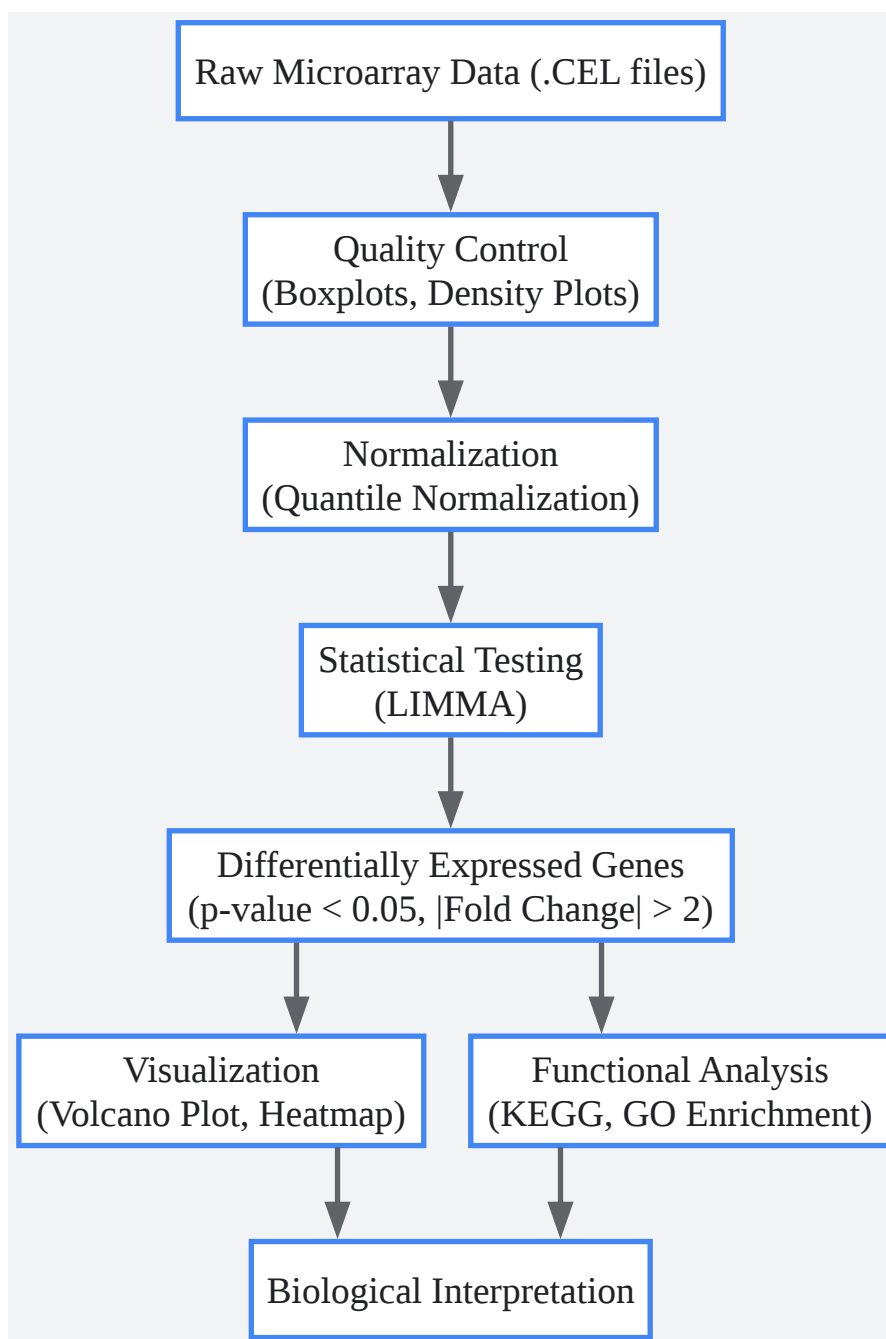 Raw Microarray Data (.CEL files)
Quality Control
(Boxplots, Density Plots)
Normalization
(Quantile Normalization)
Statistical Testing
(LIMMA)
Differentially Expressed Genes
(p-value < 0.05, |Fold Change| > 2)
Visualization
(Volcano Plot, Heatmap)
Functional Analysis
(KEGG, GO Enrichment)
Biological Interpretation